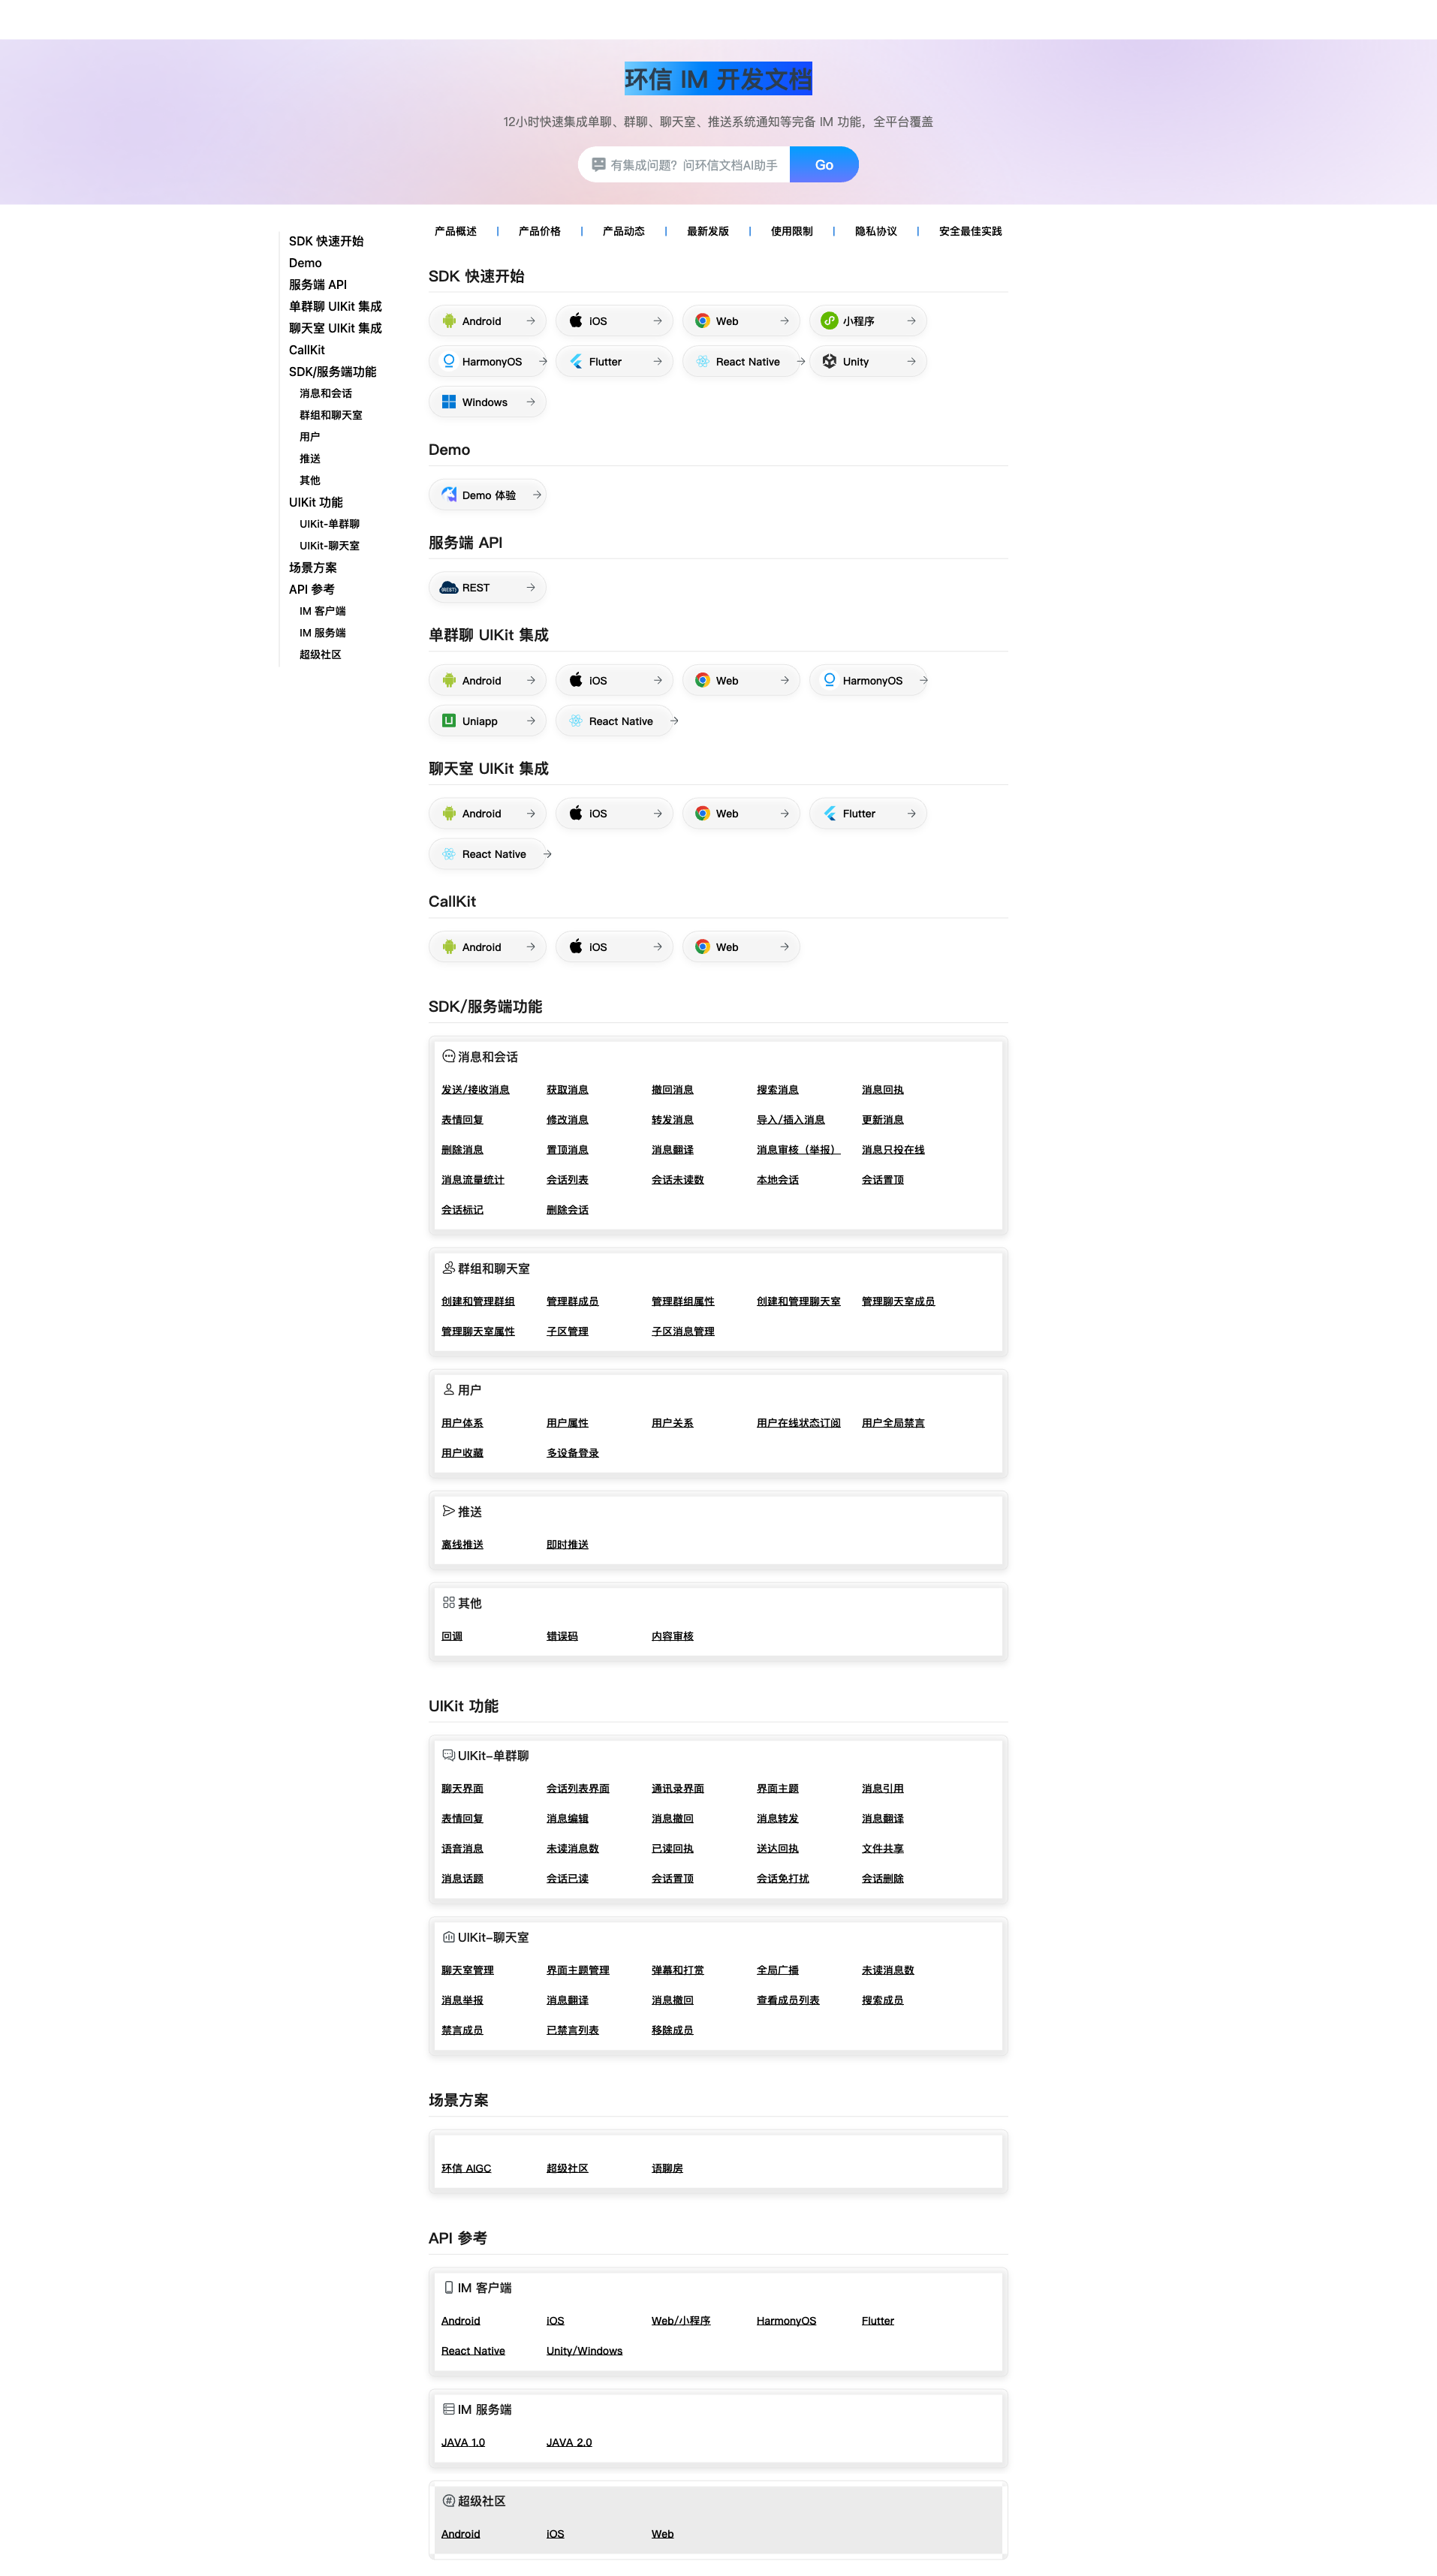 环信 IM 开发文档
12小时快速集成单聊、群聊、聊天室、推送系统通知等完备 IM 功能，全平台覆盖
有集成问题？问环信文档AI助手 Go
SDK 快速开始
Demo
服务端 API
单群聊 UIKit 集成
聊天室 UIKit 集成
CallKit
SDK/服务端功能
消息和会话
群组和聊天室
用户
推送
其他
UIKit 功能
UIKit-单群聊
UIKit-聊天室
场景方案
API 参考
IM 客户端
IM 服务端
超级社区
产品概述 | 产品价格 | 产品动态 | 最新发版 | 使用限制 | 隐私协议 | 安全最佳实践
SDK 快速开始
Android iOS Web 小程序
HarmonyOS Flutter React Native Unity
Windows
Demo
Demo 体验
服务端 API
REST
单群聊 UIKit 集成
Android iOS Web HarmonyOS
Uniapp React Native
聊天室 UIKit 集成
Android iOS Web Flutter
React Native
CallKit
Android iOS Web
SDK/服务端功能
消息和会话
发送/接收消息 获取消息 撤回消息 搜索消息 消息回执
表情回复 修改消息 转发消息 导入/插入消息 更新消息
删除消息 置顶消息 消息翻译 消息审核（举报） 消息只投在线
消息流量统计 会话列表 会话未读数 本地会话 会话置顶
会话标记 删除会话
群组和聊天室
创建和管理群组 管理群成员 管理群组属性 创建和管理聊天室 管理聊天室成员
管理聊天室属性 子区管理 子区消息管理
用户
用户体系 用户属性 用户关系 用户在线状态订阅 用户全局禁言
用户收藏 多设备登录
推送
离线推送 即时推送
其他
回调 错误码 内容审核
UIKit 功能
UIKit-单群聊
聊天界面 会话列表界面 通讯录界面 界面主题 消息引用
表情回复 消息编辑 消息撤回 消息转发 消息翻译
语音消息 未读消息数 已读回执 送达回执 文件共享
消息话题 会话已读 会话置顶 会话免打扰 会话删除
UIKit-聊天室
聊天室管理 界面主题管理 弹幕和打赏 全局广播 未读消息数
消息举报 消息翻译 消息撤回 查看成员列表 搜索成员
禁言成员 已禁言列表 移除成员
场景方案
环信 AIGC 超级社区 语聊房
API 参考
IM 客户端
Android iOS Web/小程序 HarmonyOS Flutter
React Native Unity/Windows
IM 服务端
JAVA 1.0 JAVA 2.0
超级社区
Android iOS Web